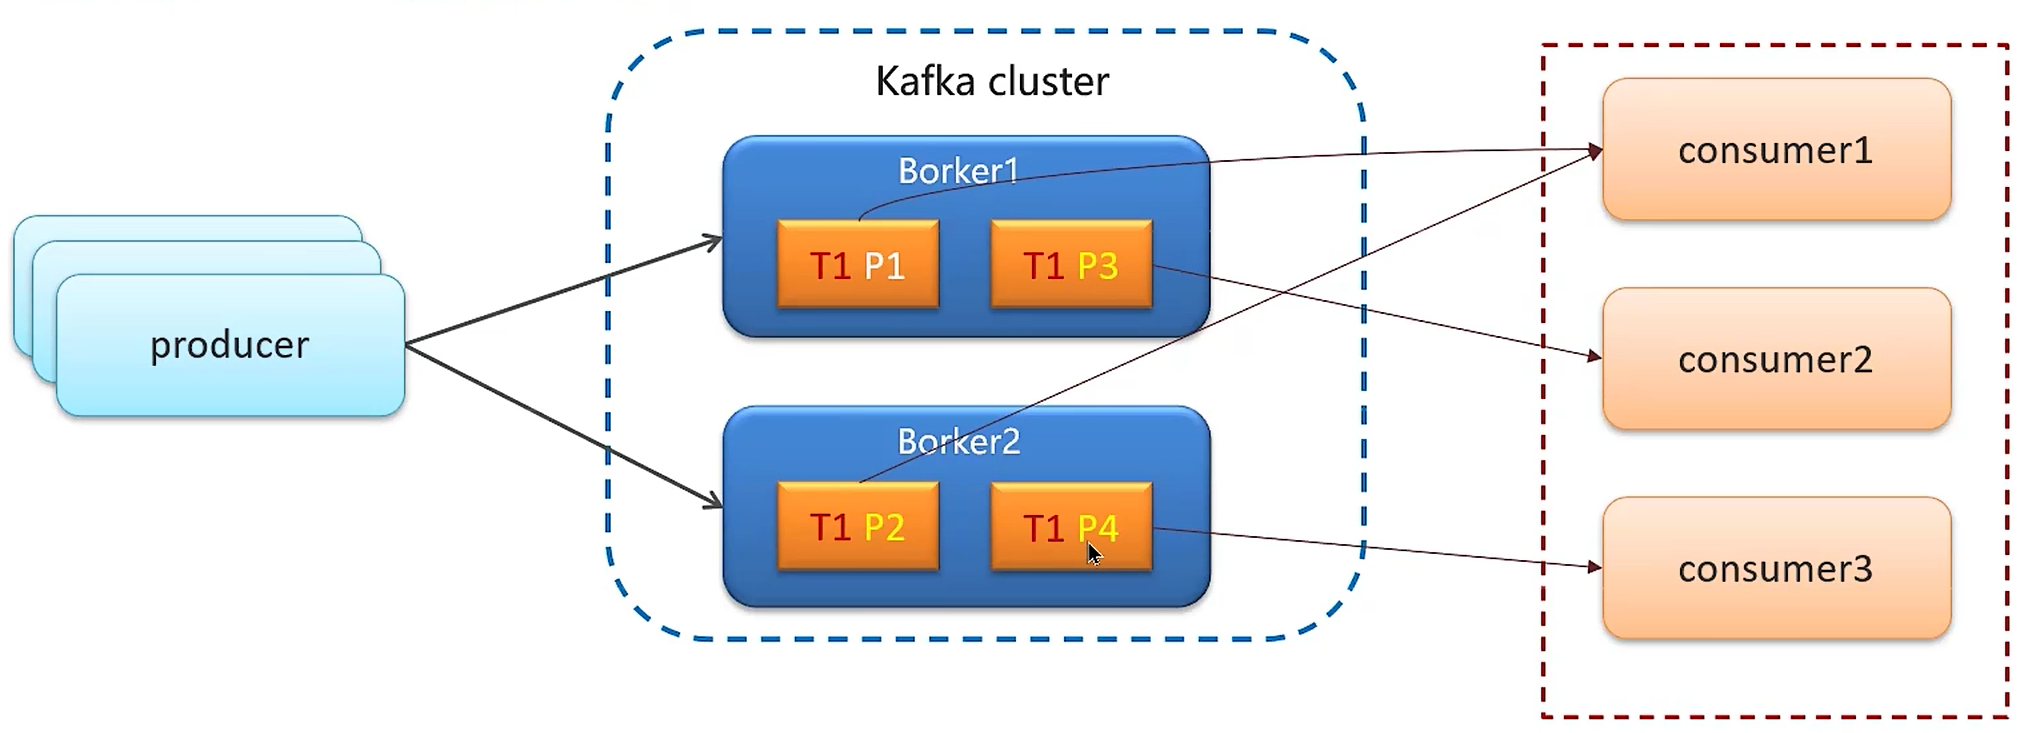 Kafka cluster
producer
Borker1
T1 P1
T1 P3
Borker2
T1 P2
T1 P4
consumer1
consumer2
consumer3